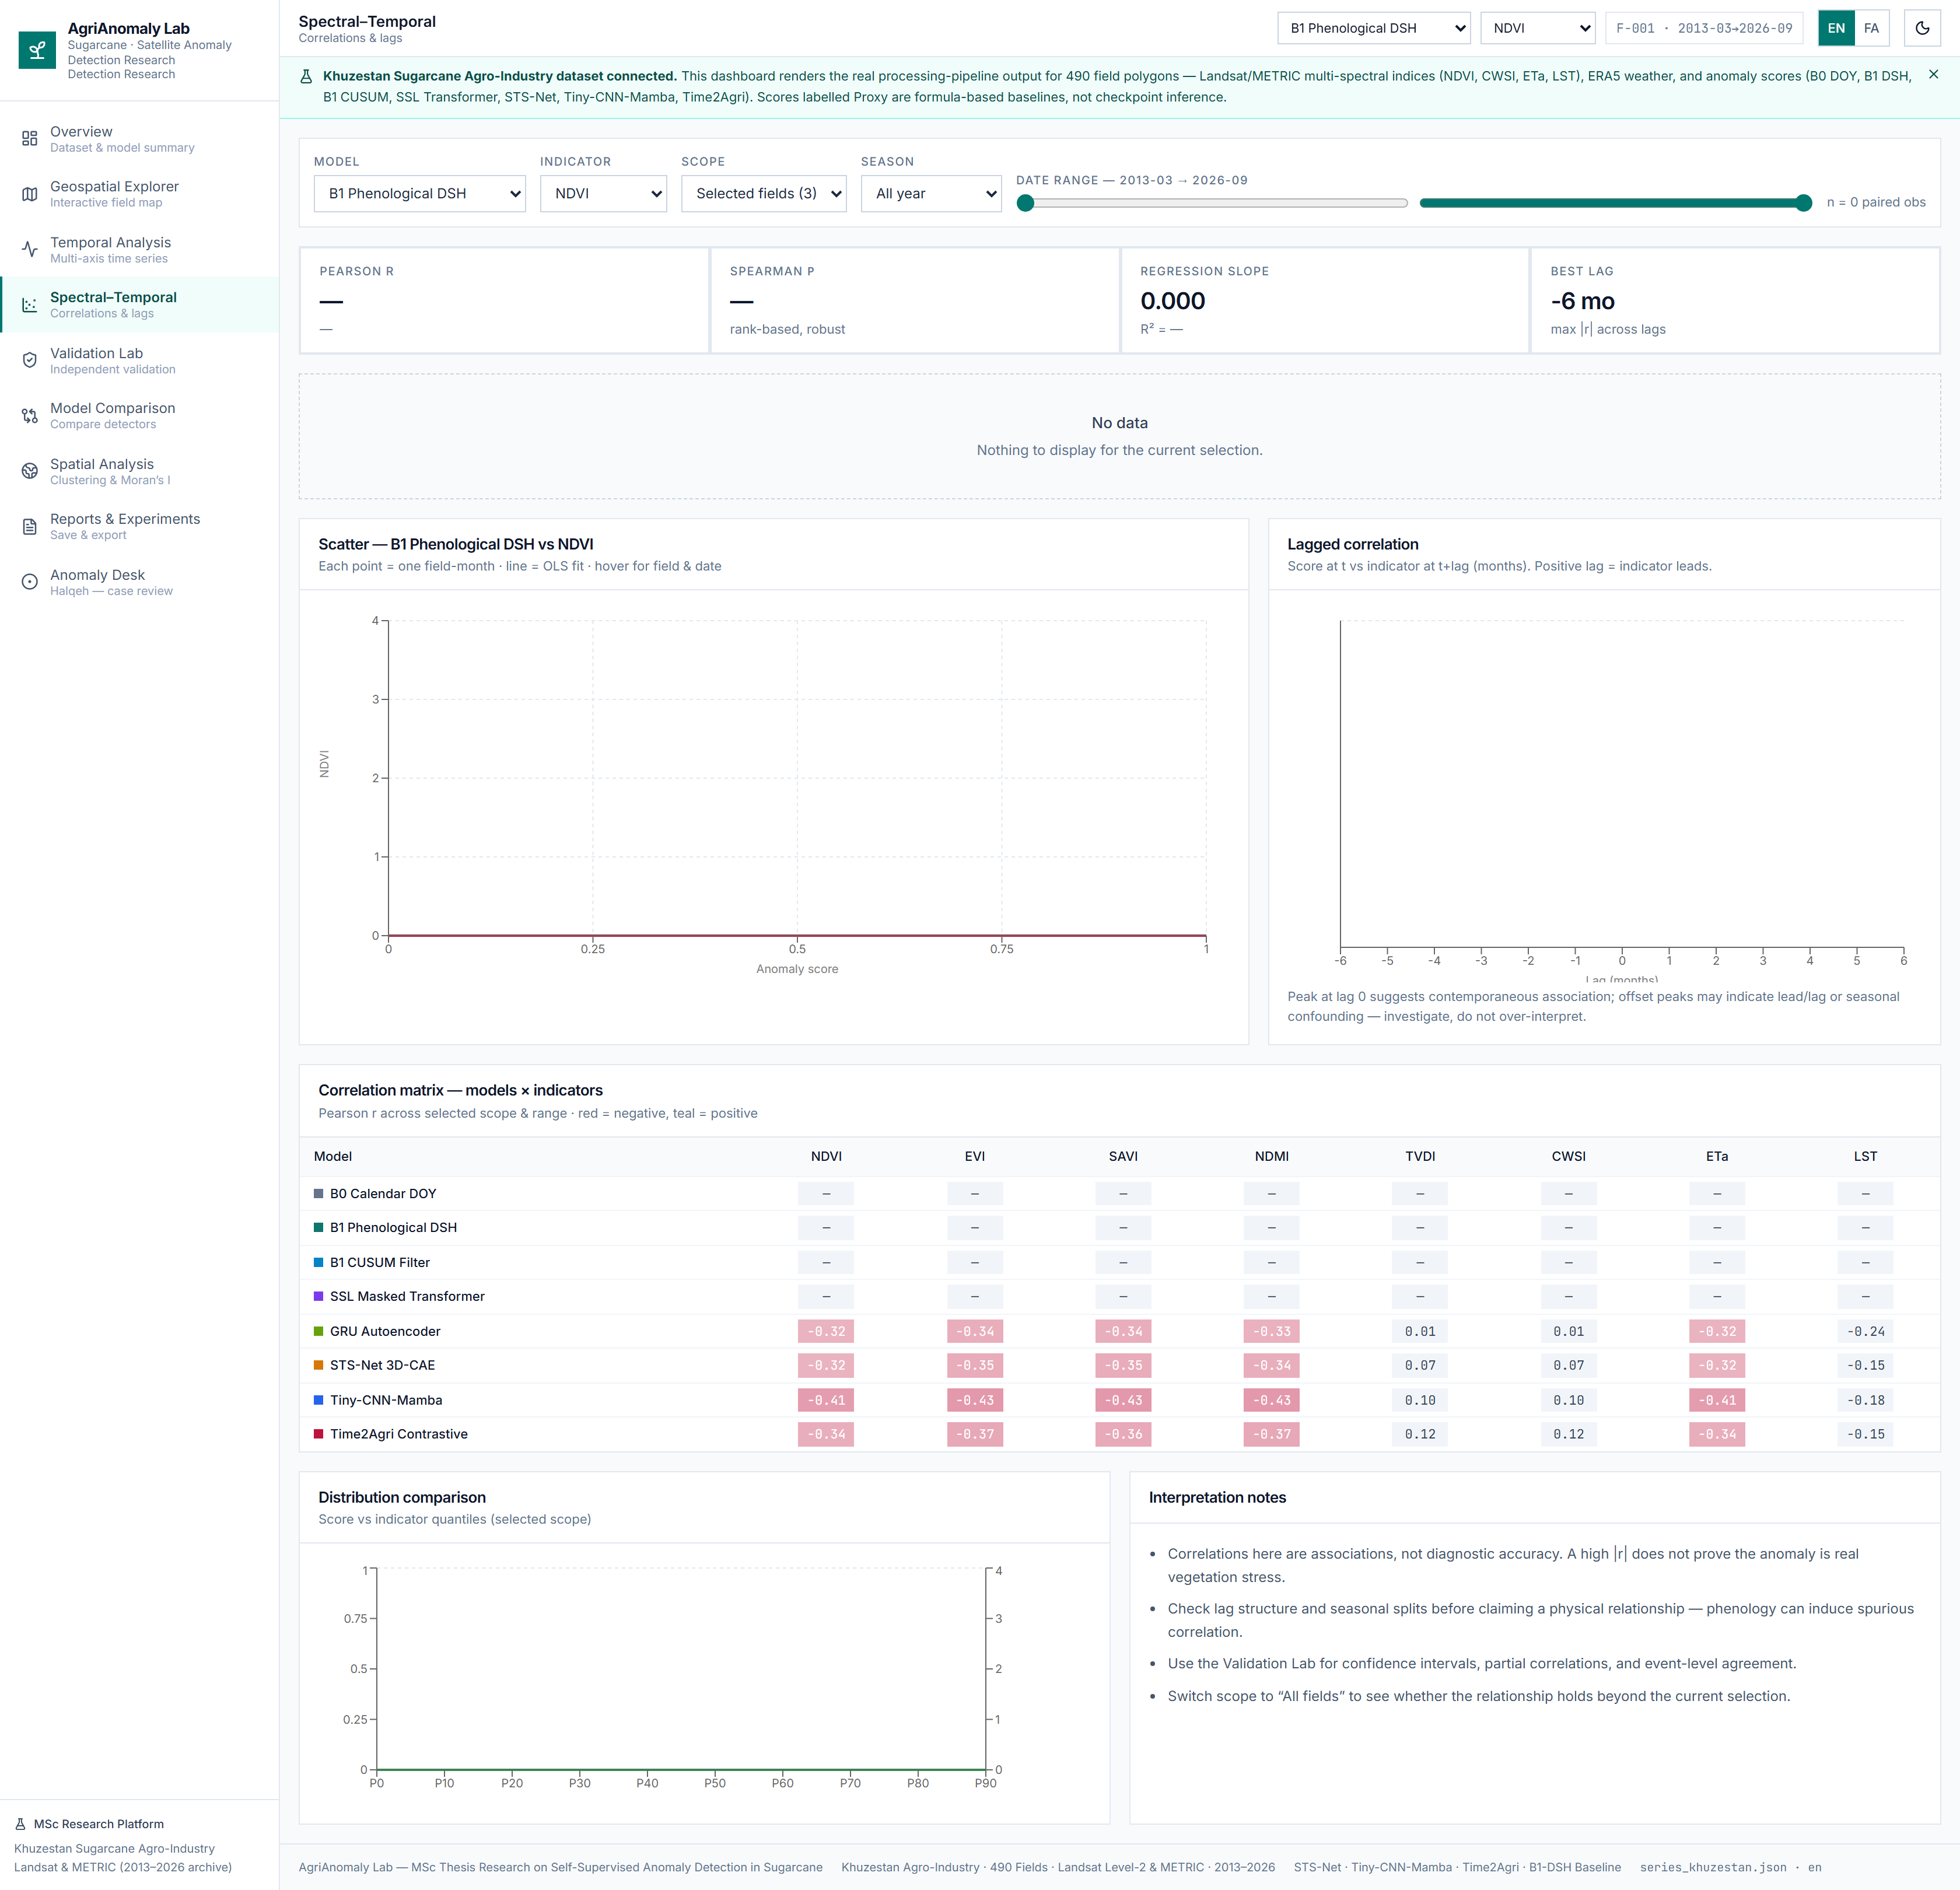 AgriAnomaly Lab
Sugarcane · Satellite Anomaly
Detection Research
Detection Research
Overview
Dataset & model summary
Geospatial Explorer
Interactive field map
Temporal Analysis
Multi-axis time series
Spectral–Temporal
Correlations & lags
Validation Lab
Independent validation
Model Comparison
Compare detectors
Spatial Analysis
Clustering & Moran's I
Reports & Experiments
Save & export
Anomaly Desk
Halqeh — case review
MSc Research Platform
Khuzestan Sugarcane Agro-Industry
Landsat & METRIC (2013–2026 archive)
Spectral–Temporal
Correlations & lags
B1 Phenological DSH
NDVI
F-001 · 2013-03→2026-09
EN FA
Khuzestan Sugarcane Agro-Industry dataset connected. This dashboard renders the real processing-pipeline output for 490 field polygons — Landsat/METRIC multi-spectral indices (NDVI, CWSI, ETa, LST), ERA5 weather, and anomaly scores (B0 DOY, B1 DSH,
B1 CUSUM, SSL Transformer, STS-Net, Tiny-CNN-Mamba, Time2Agri). Scores labelled Proxy are formula-based baselines, not checkpoint inference.
MODEL INDICATOR SCOPE SEASON
B1 Phenological DSH NDVI Selected fields (3) All year
DATE RANGE — 2013-03 → 2026-09
n = 0 paired obs
PEARSON R
—
—
SPEARMAN Ρ
—
rank-based, robust
REGRESSION SLOPE
0.000
R² = —
BEST LAG
-6 mo
max |r| across lags
No data
Nothing to display for the current selection.
Scatter — B1 Phenological DSH vs NDVI
Each point = one field-month · line = OLS fit · hover for field & date
4
3
2
1
0
NDVI
0 0.25 0.5 0.75 1
Anomaly score
Lagged correlation
Score at t vs indicator at t+lag (months). Positive lag = indicator leads.
-6 -5 -4 -3 -2 -1 0 1 2 3 4 5 6
Lag (months)
Peak at lag 0 suggests contemporaneous association; offset peaks may indicate lead/lag or seasonal
confounding — investigate, do not over-interpret.
Correlation matrix — models × indicators
Pearson r across selected scope & range · red = negative, teal = positive
Model NDVI EVI SAVI NDMI TVDI CWSI ETa LST
B0 Calendar DOY – – – – – – – –
B1 Phenological DSH – – – – – – – –
B1 CUSUM Filter – – – – – – – –
SSL Masked Transformer – – – – – – – –
GRU Autoencoder -0.32 -0.34 -0.34 -0.33 0.01 0.01 -0.32 -0.24
STS-Net 3D-CAE -0.32 -0.35 -0.35 -0.34 0.07 0.07 -0.32 -0.15
Tiny-CNN-Mamba -0.41 -0.43 -0.43 -0.43 0.10 0.10 -0.41 -0.18
Time2Agri Contrastive -0.34 -0.37 -0.36 -0.37 0.12 0.12 -0.34 -0.15
Distribution comparison
Score vs indicator quantiles (selected scope)
1 4
0.75 3
0.5 2
0.25 1
0 0
P0 P10 P20 P30 P40 P50 P60 P70 P80 P90
Interpretation notes
• Correlations here are associations, not diagnostic accuracy. A high |r| does not prove the anomaly is real
vegetation stress.
• Check lag structure and seasonal splits before claiming a physical relationship — phenology can induce spurious
correlation.
• Use the Validation Lab for confidence intervals, partial correlations, and event-level agreement.
• Switch scope to “All fields” to see whether the relationship holds beyond the current selection.
AgriAnomaly Lab — MSc Thesis Research on Self-Supervised Anomaly Detection in Sugarcane Khuzestan Agro-Industry · 490 Fields · Landsat Level-2 & METRIC · 2013–2026 STS-Net · Tiny-CNN-Mamba · Time2Agri · B1-DSH Baseline series_khuzestan.json · en